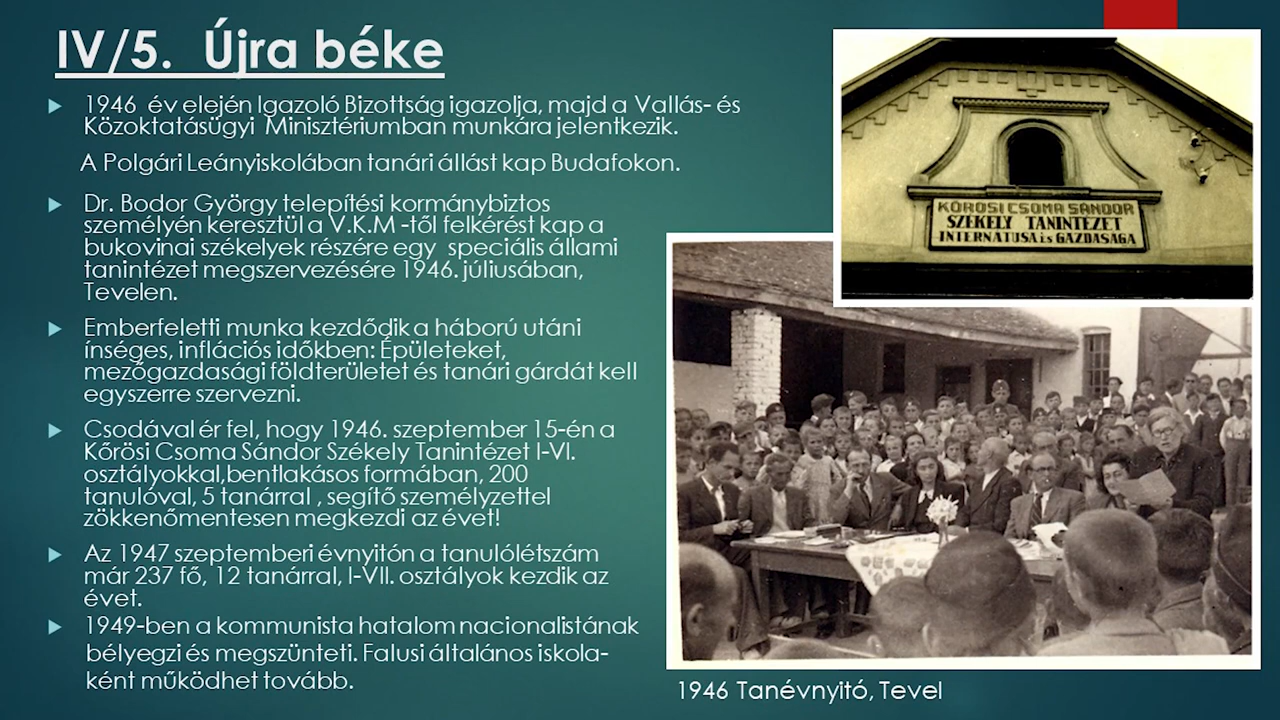 IV/5. Újra béke
1946 év elején Igazoló Bizottság igazolja, majd a Vallás- és
Közoktatásügyi Minisztériumban munkára jelentkezik.
A Polgári Leányiskolában tanári állást kap Budafokon.
Dr. Bodor György telepítési kormánybiztos
személyén keresztül a V.K.M -től felkérést kap a
bukovinai székelyek részére egy speciális állami
tanintézet megszervezésére 1946. júliusában,
Tevelen.
Emberfeletti munka kezdődik a háború utáni
ínséges, inflációs időkben: Épületeket,
mezőgazdasági földterületet és tanári gárdát kell
egyszerre szervezni.
Csodával ér fel, hogy 1946. szeptember 15-én a
Kőrösi Csoma Sándor Székely Tanintézet I-VI.
osztályokkal,bentlakásos formában, 200
tanulóval, 5 tanárral , segítő személyzettel
zökkenőmentesen megkezdi az évet!
Az 1947 szeptemberi évnyitón a tanulólétszám
már 237 fő, 12 tanárral, I-VII. osztályok kezdik az
évet.
1949-ben a kommunista hatalom nacionalistának
bélyegzi és megszünteti. Falusi általános iskola-
ként működhet tovább.
KŐRÖSI CSOMA SÁNDOR
SZÉKELY TANINTÉZET
INTERNÁTUSA és GAZDASÁGA
1946 Tanévnyitó, Tevel